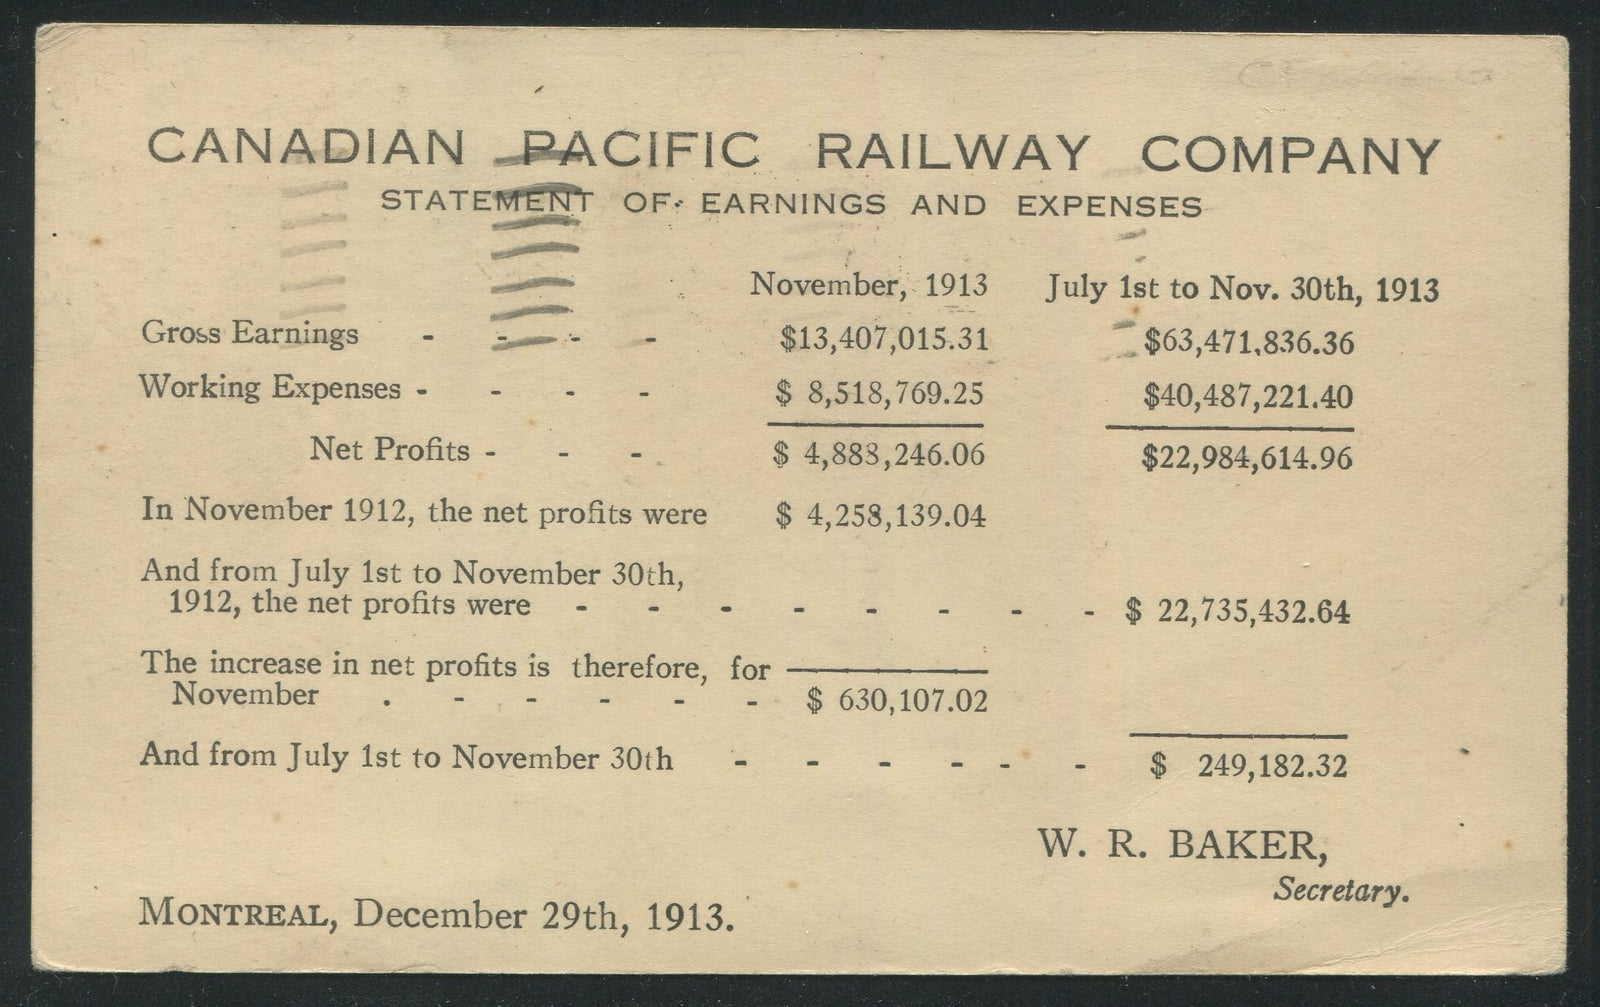 CANADIAN PACIFIC RAILWAY COMPANY
STATEMENT OF EARNINGS AND EXPENSES
November, 1913 July 1st to Nov. 30th, 1913
Gross Earnings - - - - $13,407,015.31 $63,471,836.36
Working Expenses - - - - $ 8,518,769.25 $40,487,221.40
Net Profits - - - $ 4,888,246.06 $22,984,614.96
In November 1912, the net profits were $ 4,258,139.04
And from July 1st to November 30th,
1912, the net profits were - - - - - - - - $ 22,735,432.64
The increase in net profits is therefore, for
November . - - - - - $ 630,107.02
And from July 1st to November 30th - - - - - - $ 249,182.32
W. R. BAKER,
Secretary.
MONTREAL, December 29th, 1913.